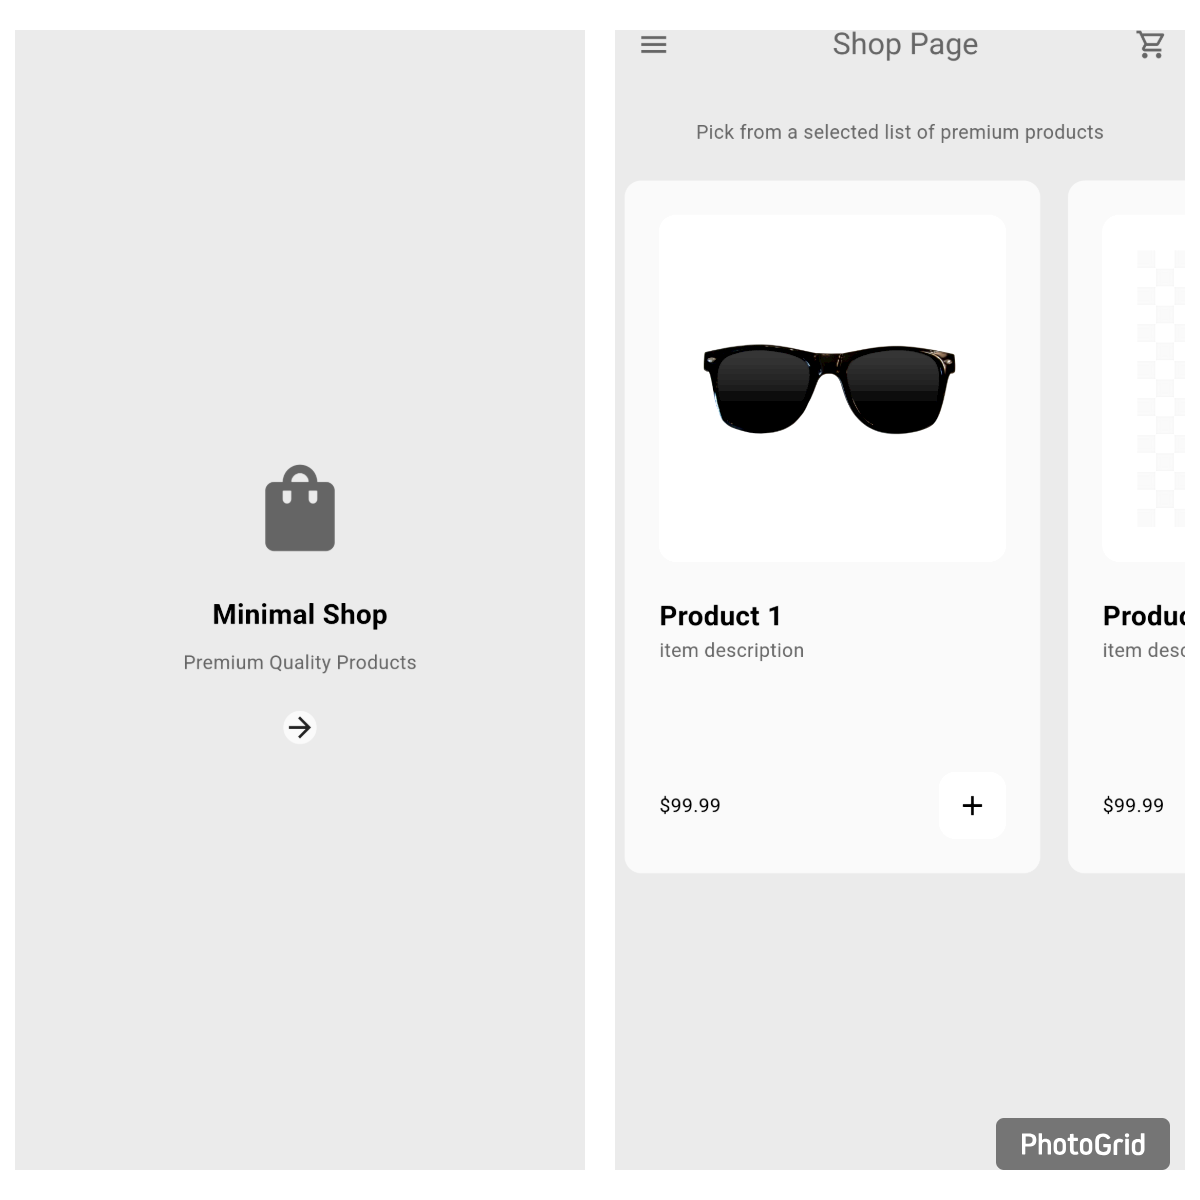 Minimal Shop
Premium Quality Products
Shop Page
Pick from a selected list of premium products
Product 1
item description
$99.99
Produc
item desc
$99.99
PhotoGrid